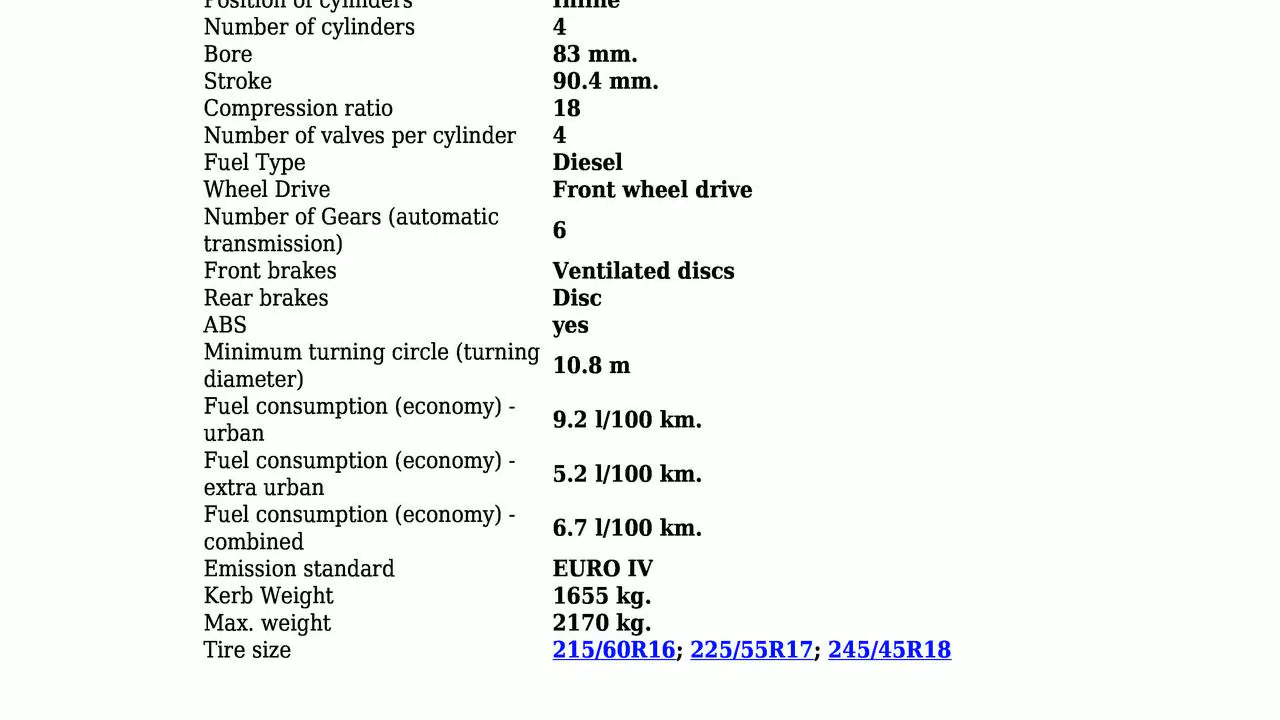 Position of cylinders Inline
Number of cylinders 4
Bore 83 mm.
Stroke 90.4 mm.
Compression ratio 18
Number of valves per cylinder 4
Fuel Type Diesel
Wheel Drive Front wheel drive
Number of Gears (automatic
transmission) 6
Front brakes Ventilated discs
Rear brakes Disc
ABS yes
Minimum turning circle (turning
diameter) 10.8 m
Fuel consumption (economy) -
urban 9.2 l/100 km.
Fuel consumption (economy) -
extra urban 5.2 l/100 km.
Fuel consumption (economy) -
combined 6.7 l/100 km.
Emission standard EURO IV
Kerb Weight 1655 kg.
Max. weight 2170 kg.
Tire size 215/60R16; 225/55R17; 245/45R18